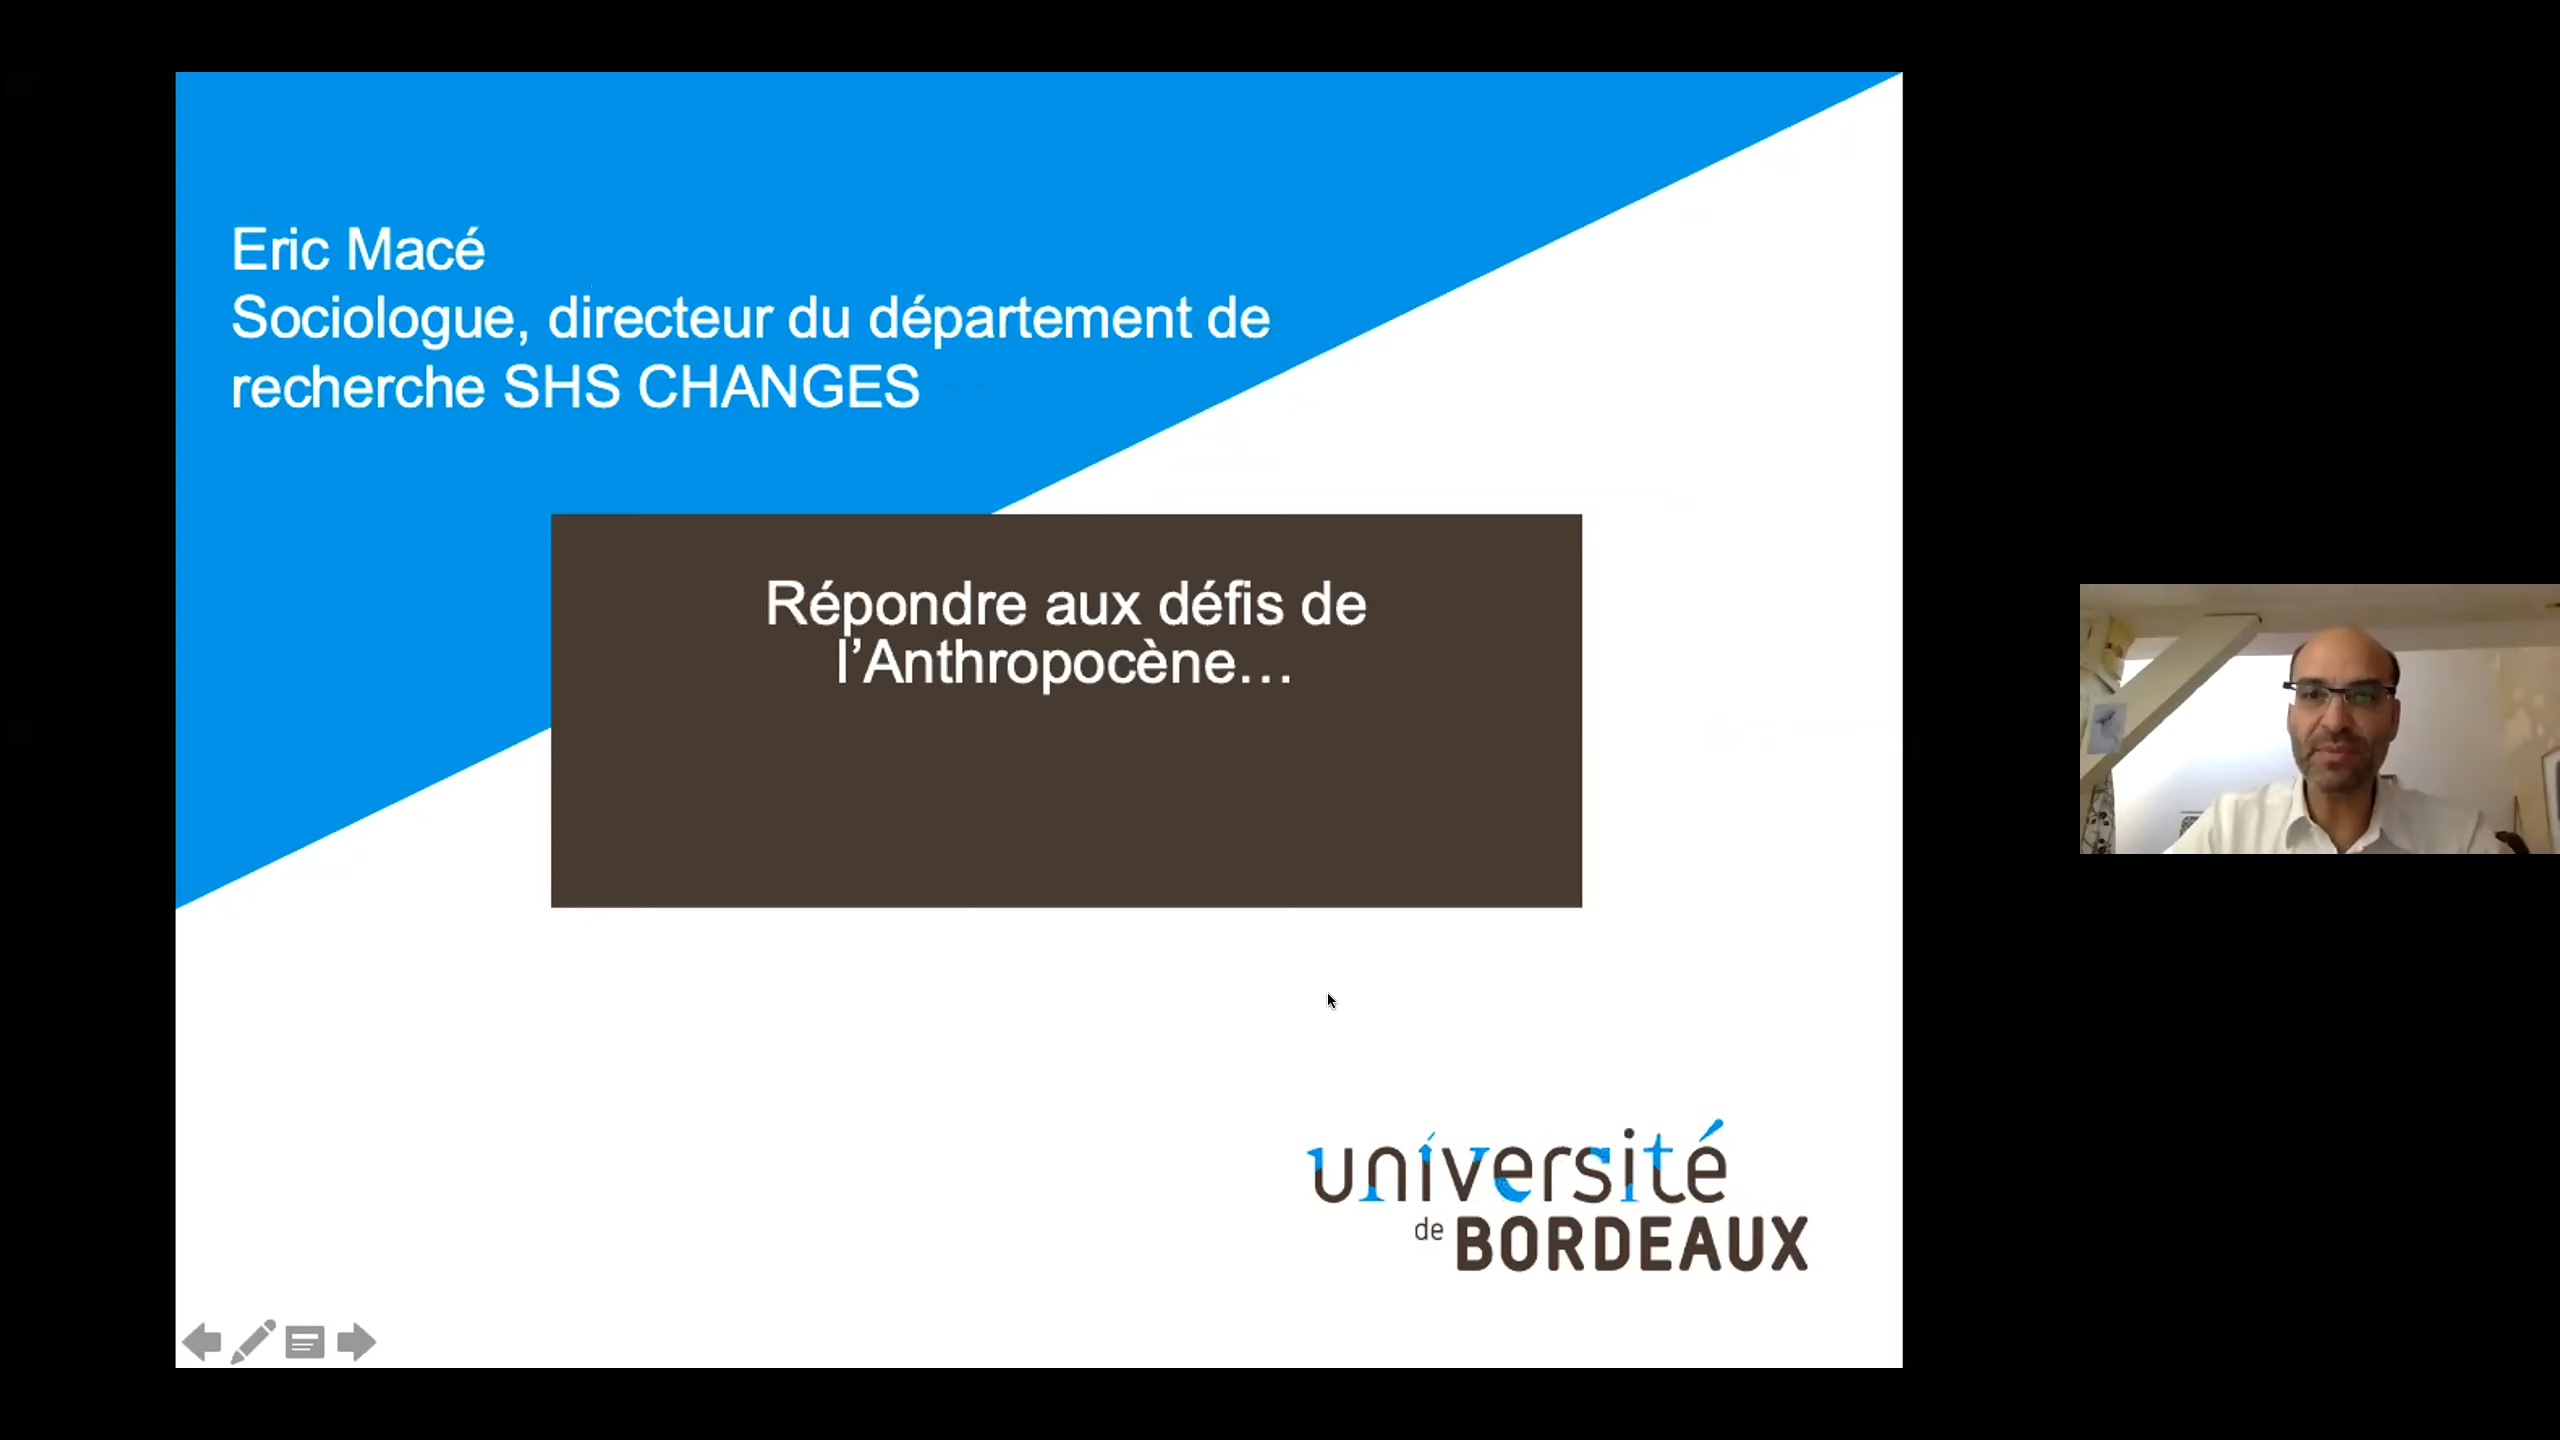 Eric Macé
Sociologue, directeur du département de
recherche SHS CHANGES
Répondre aux défis de
l’Anthropocène…
université
de BORDEAUX